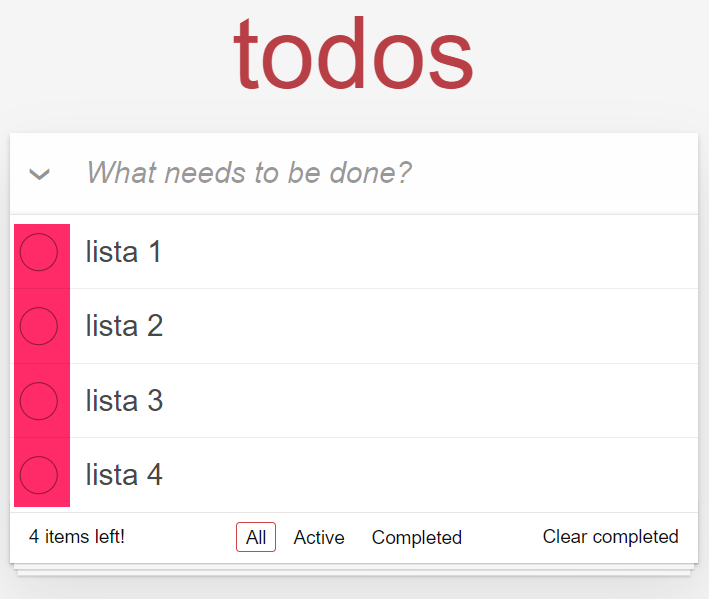 todos
What needs to be done?
lista 1
lista 2
lista 3
lista 4
4 items left! All Active Completed Clear completed